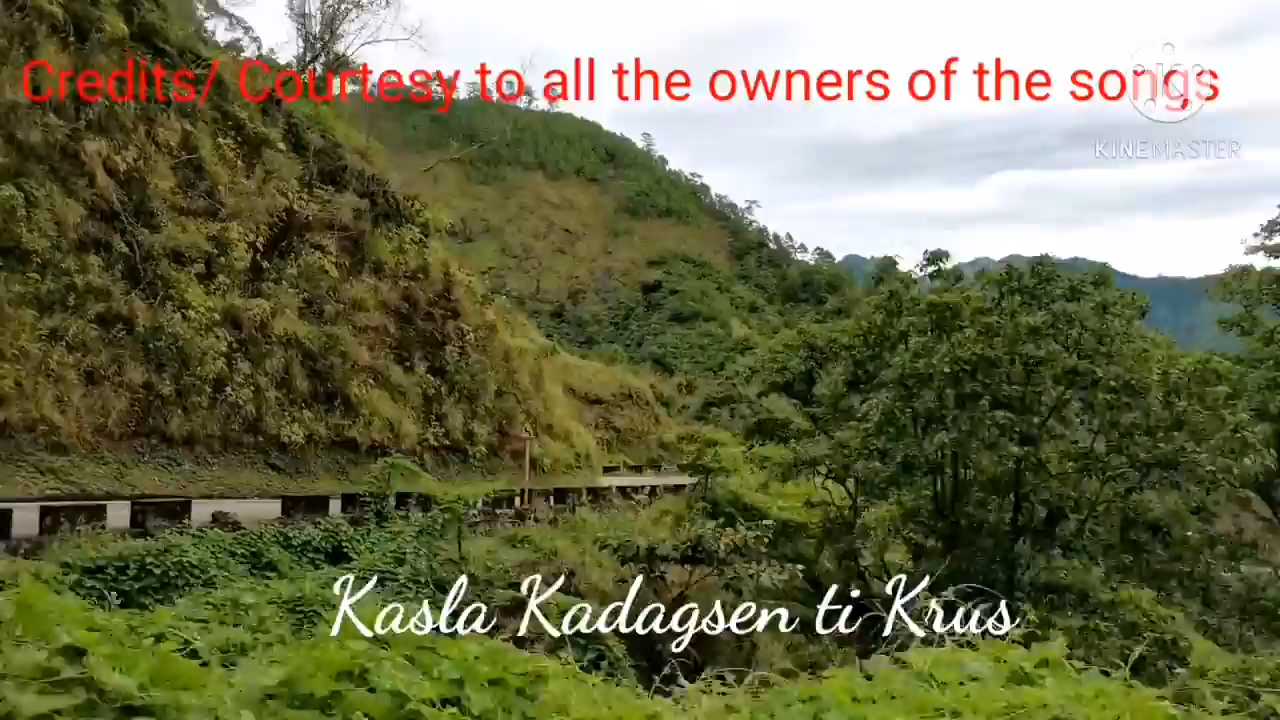 Credits/ Courtesy to all the owners of the songs
KINEMASTER
Kasla Kadagsen ti Krus